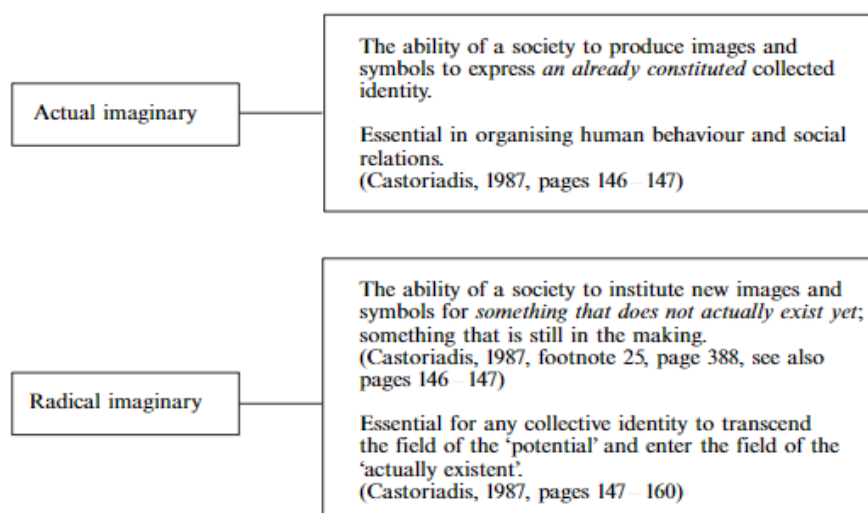 Actual imaginary
The ability of a society to produce images and
symbols to express an already constituted collected
identity.
Essential in organising human behaviour and social
relations.
(Castoriadis, 1987, pages 146 – 147)
Radical imaginary
The ability of a society to institute new images and
symbols for something that does not actually exist yet;
something that is still in the making.
(Castoriadis, 1987, footnote 25, page 388, see also
pages 146 – 147)
Essential for any collective identity to transcend
the field of the ‘potential’ and enter the field of the
‘actually existent’.
(Castoriadis, 1987, pages 147 – 160)